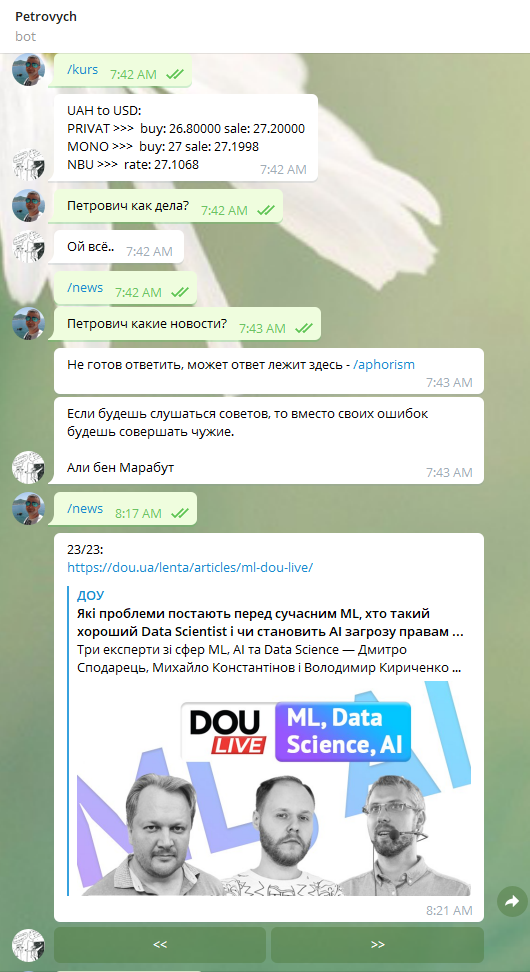 Petrovych
bot
/kurs 7:42 AM
UAH to USD:
PRIVAT >>> buy: 26.80000 sale: 27.20000
MONO >>> buy: 27 sale: 27.1998
NBU >>> rate: 27.1068
7:42 AM
Петрович как дела? 7:42 AM
Ой всё.. 7:42 AM
/news 7:42 AM
Петрович какие новости? 7:43 AM
Не готов ответить, может ответ лежит здесь - /aphorism
7:43 AM
Если будешь слушаться советов, то вместо своих ошибок
будешь совершать чужие.
Али бен Марабут
7:43 AM
/news 8:17 AM
23/23:
https://dou.ua/lenta/articles/ml-dou-live/
ДОУ
Які проблеми постають перед сучасним ML, хто такий
хороший Data Scientist і чи становить AI загрозу правам ...
Три експерти зі сфер ML, AI та Data Science — Дмитро
Сподарець, Михайло Константінов і Володимир Кириченко ...
DOU
LIVE
ML, Data
Science, AI
ML AI
8:21 AM
<< >>